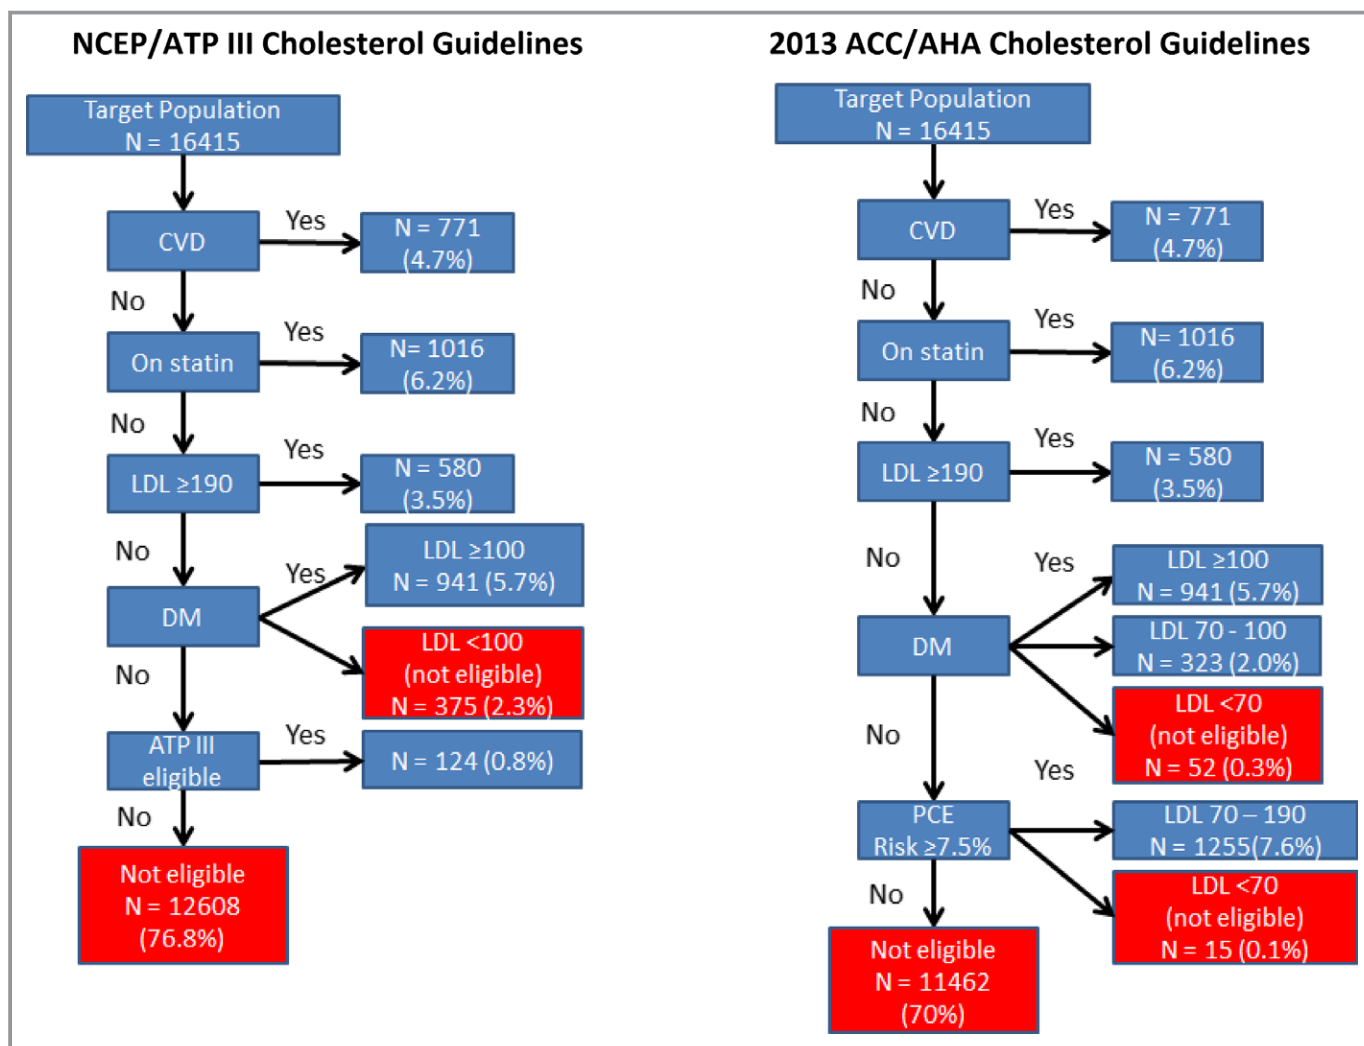 NCEP/ATP III Cholesterol Guidelines
Target Population
N = 16415
CVD
Yes
N = 771
(4.7%)
No
On statin
Yes
N= 1016
(6.2%)
No
LDL ≥190
Yes
N = 580
(3.5%)
No
DM
Yes
LDL ≥100
N = 941 (5.7%)
LDL <100
(not eligible)
N = 375 (2.3%)
No
ATP III
eligible
Yes
N = 124 (0.8%)
No
Not eligible
N = 12608
(76.8%)
2013 ACC/AHA Cholesterol Guidelines
Target Population
N = 16415
CVD
Yes
N = 771
(4.7%)
No
On statin
Yes
N= 1016
(6.2%)
No
LDL ≥190
Yes
N = 580
(3.5%)
No
DM
Yes
LDL ≥100
N = 941 (5.7%)
LDL 70 - 100
N = 323 (2.0%)
LDL <70
(not eligible)
N = 52 (0.3%)
No
PCE
Risk ≥7.5%
Yes
LDL 70 – 190
N = 1255(7.6%)
LDL <70
(not eligible)
N = 15 (0.1%)
No
Not eligible
N = 11462
(70%)